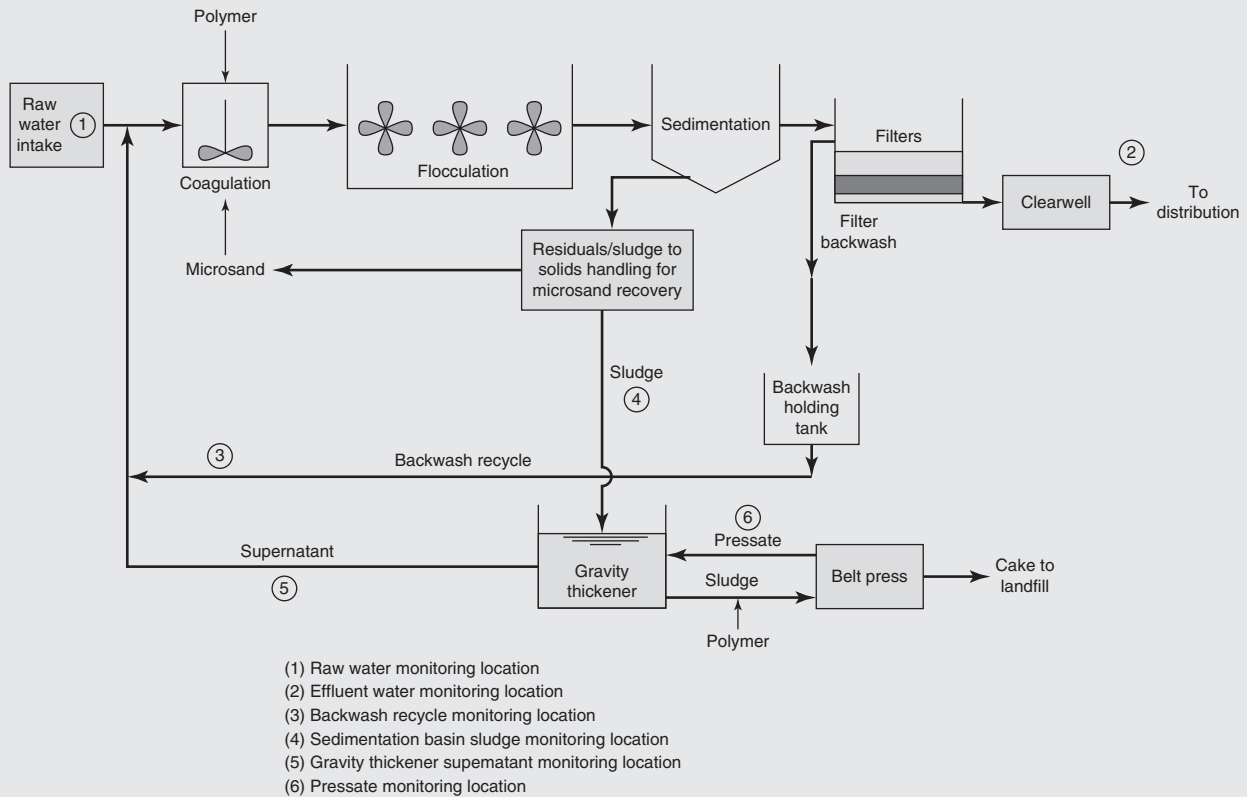 Polymer
Raw
water
intake
1
Coagulation
Flocculation
Sedimentation
Filters
2
Clearwell
To
distribution
Filter
backwash
Microsand
Residuals/sludge to
solids handling for
microsand recovery
Sludge
4
Backwash
holding
tank
3
Backwash recycle
6
Pressate
Supernatant
5
Gravity
thickener
Sludge
Belt press
Cake to
landfill
Polymer
(1) Raw water monitoring location
(2) Effluent water monitoring location
(3) Backwash recycle monitoring location
(4) Sedimentation basin sludge monitoring location
(5) Gravity thickener supematant monitoring location
(6) Pressate monitoring location